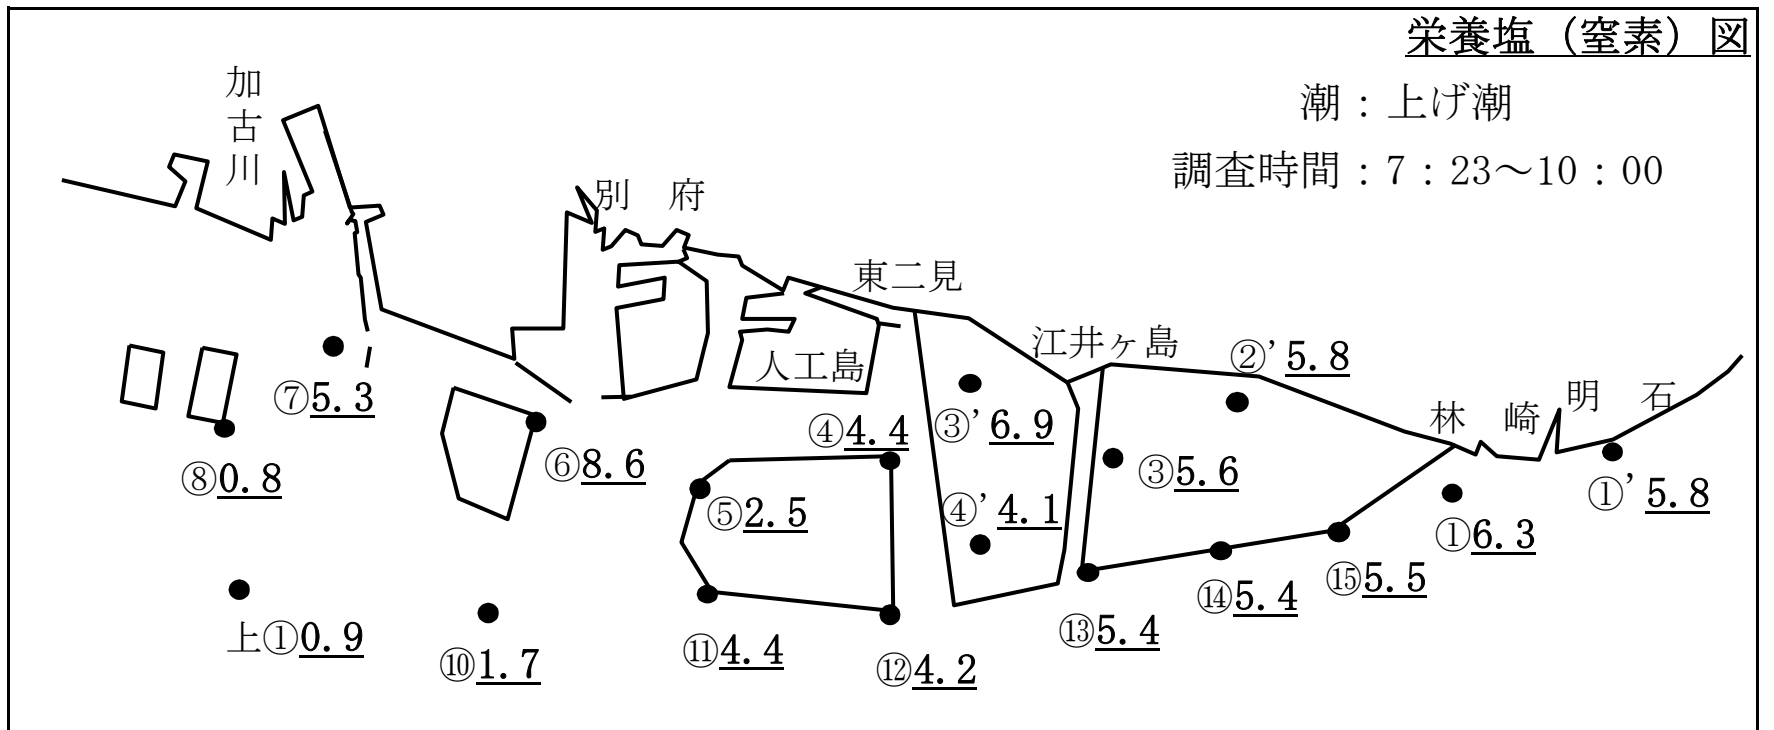 栄養塩（窒素）図
潮：上げ潮
調査時間：7：23～10：00
加古川
別　府
東二見
人工島
江井ヶ島
林　崎
明　石
②’5.8
⑦5.3
④4.4
③’6.9
⑧0.8
⑥8.6
③5.6
⑤2.5
④’4.1
①’5.8
①6.3
⑮5.5
⑭5.4
⑬5.4
上①0.9
⑩1.7
⑪4.4
⑫4.2